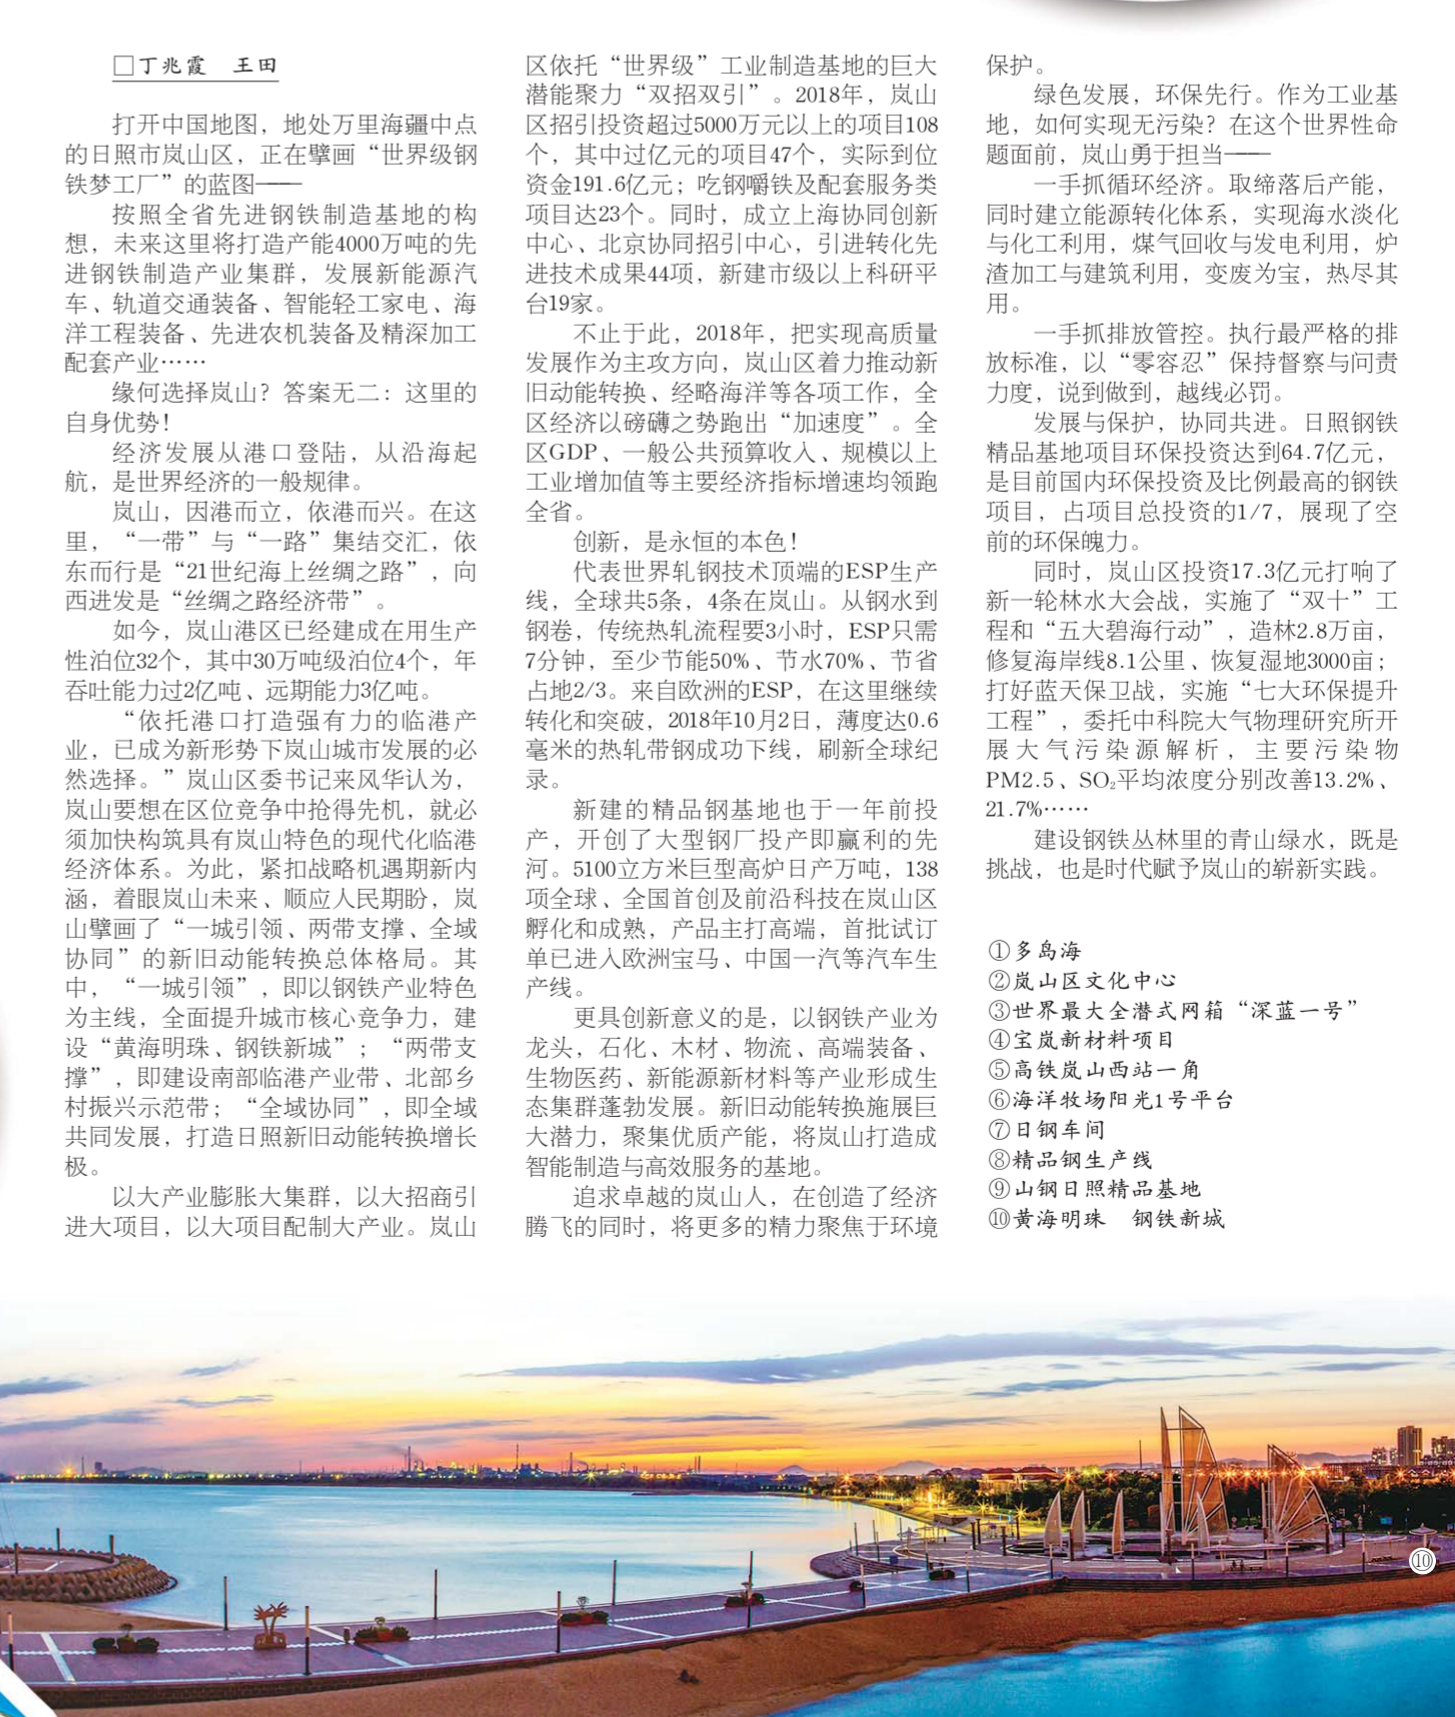 □丁兆霞　王田
打开中国地图，地处万里海疆中点
的日照市岚山区，正在擘画“世界级钢
铁梦工厂”的蓝图——
按照全省先进钢铁制造基地的构
想，未来这里将打造产能4000万吨的先
进钢铁制造产业集群，发展新能源汽
车、轨道交通装备、智能轻工家电、海
洋工程装备、先进农机装备及精深加工
配套产业……
缘何选择岚山？答案无二：这里的
自身优势！
经济发展从港口登陆，从沿海起
航，是世界经济的一般规律。
岚山，因港而立，依港而兴。在这
里，“一带”与“一路”集结交汇，依
东而行是“21世纪海上丝绸之路”，向
西进发是“丝绸之路经济带”。
如今，岚山港区已经建成在用生产
性泊位32个，其中30万吨级泊位4个，年
吞吐能力过2亿吨、远期能力3亿吨。
“依托港口打造强有力的临港产
业，已成为新形势下岚山城市发展的必
然选择。”岚山区委书记来风华认为，
岚山要想在区位竞争中抢得先机，就必
须加快构筑具有岚山特色的现代化临港
经济体系。为此，紧扣战略机遇期新内
涵，着眼岚山未来、顺应人民期盼，岚
山擘画了“一城引领、两带支撑、全域
协同”的新旧动能转换总体格局。其
中，“一城引领”，即以钢铁产业特色
为主线，全面提升城市核心竞争力，建
设“黄海明珠、钢铁新城”；“两带支
撑”，即建设南部临港产业带、北部乡
村振兴示范带；“全域协同”，即全域
共同发展，打造日照新旧动能转换增长
极。
以大产业膨胀大集群，以大招商引
进大项目，以大项目配制大产业。岚山
区依托“世界级”工业制造基地的巨大
潜能聚力“双招双引”。2018年，岚山
区招引投资超过5000万元以上的项目108
个，其中过亿元的项目47个，实际到位
资金191.6亿元；吃钢嚼铁及配套服务类
项目达23个。同时，成立上海协同创新
中心、北京协同招引中心，引进转化先
进技术成果44项，新建市级以上科研平
台19家。
不止于此，2018年，把实现高质量
发展作为主攻方向，岚山区着力推动新
旧动能转换、经略海洋等各项工作，全
区经济以磅礴之势跑出“加速度”。全
区GDP、一般公共预算收入、规模以上
工业增加值等主要经济指标增速均领跑
全省。
创新，是永恒的本色！
代表世界轧钢技术顶端的ESP生产
线，全球共5条，4条在岚山。从钢水到
钢卷，传统热轧流程要3小时，ESP只需
7分钟，至少节能50%、节水70%、节省
占地2/3。来自欧洲的ESP，在这里继续
转化和突破，2018年10月2日，薄度达0.6
毫米的热轧带钢成功下线，刷新全球纪
录。
新建的精品钢基地也于一年前投
产，开创了大型钢厂投产即赢利的先
河。5100立方米巨型高炉日产万吨，138
项全球、全国首创及前沿科技在岚山区
孵化和成熟，产品主打高端，首批试订
单已进入欧洲宝马、中国一汽等汽车生
产线。
更具创新意义的是，以钢铁产业为
龙头，石化、木材、物流、高端装备、
生物医药、新能源新材料等产业形成生
态集群蓬勃发展。新旧动能转换施展巨
大潜力，聚集优质产能，将岚山打造成
智能制造与高效服务的基地。
追求卓越的岚山人，在创造了经济
腾飞的同时，将更多的精力聚焦于环境
保护。
绿色发展，环保先行。作为工业基
地，如何实现无污染？在这个世界性命
题面前，岚山勇于担当——
一手抓循环经济。取缔落后产能，
同时建立能源转化体系，实现海水淡化
与化工利用，煤气回收与发电利用，炉
渣加工与建筑利用，变废为宝，热尽其
用。
一手抓排放管控。执行最严格的排
放标准，以“零容忍”保持督察与问责
力度，说到做到，越线必罚。
发展与保护，协同共进。日照钢铁
精品基地项目环保投资达到64.7亿元，
是目前国内环保投资及比例最高的钢铁
项目，占项目总投资的1/7，展现了空
前的环保魄力。
同时，岚山区投资17.3亿元打响了
新一轮林水大会战，实施了“双十”工
程和“五大碧海行动”，造林2.8万亩，
修复海岸线8.1公里、恢复湿地3000亩；
打好蓝天保卫战，实施“七大环保提升
工程”，委托中科院大气物理研究所开
展大气污染源解析，主要污染物
PM2.5、SO₂平均浓度分别改善13.2%、
21.7%……
建设钢铁丛林里的青山绿水，既是
挑战，也是时代赋予岚山的崭新实践。
①多岛海
②岚山区文化中心
③世界最大全潜式网箱“深蓝一号”
④宝岚新材料项目
⑤高铁岚山西站一角
⑥海洋牧场阳光1号平台
⑦日钢车间
⑧精品钢生产线
⑨山钢日照精品基地
⑩黄海明珠　钢铁新城
⑩